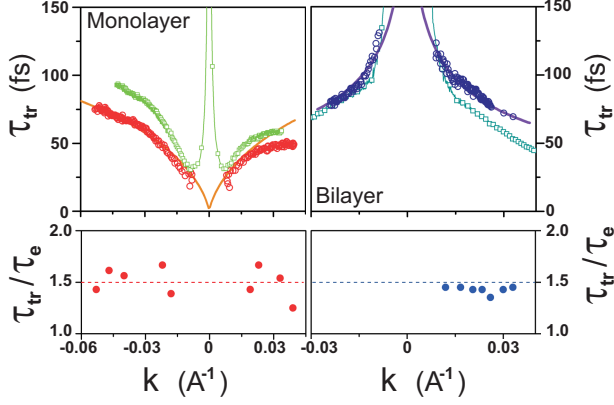 150
100
50
0
τtr (fs)
Monolayer
Bilayer
150
100
50
0
τtr (fs)
2.0
1.5
1.0
τtr/τe
2.0
1.5
1.0
τtr/τe
-0.06 -0.03 0 0.03
-0.03 0 0.03
k (A-1) k (A-1)